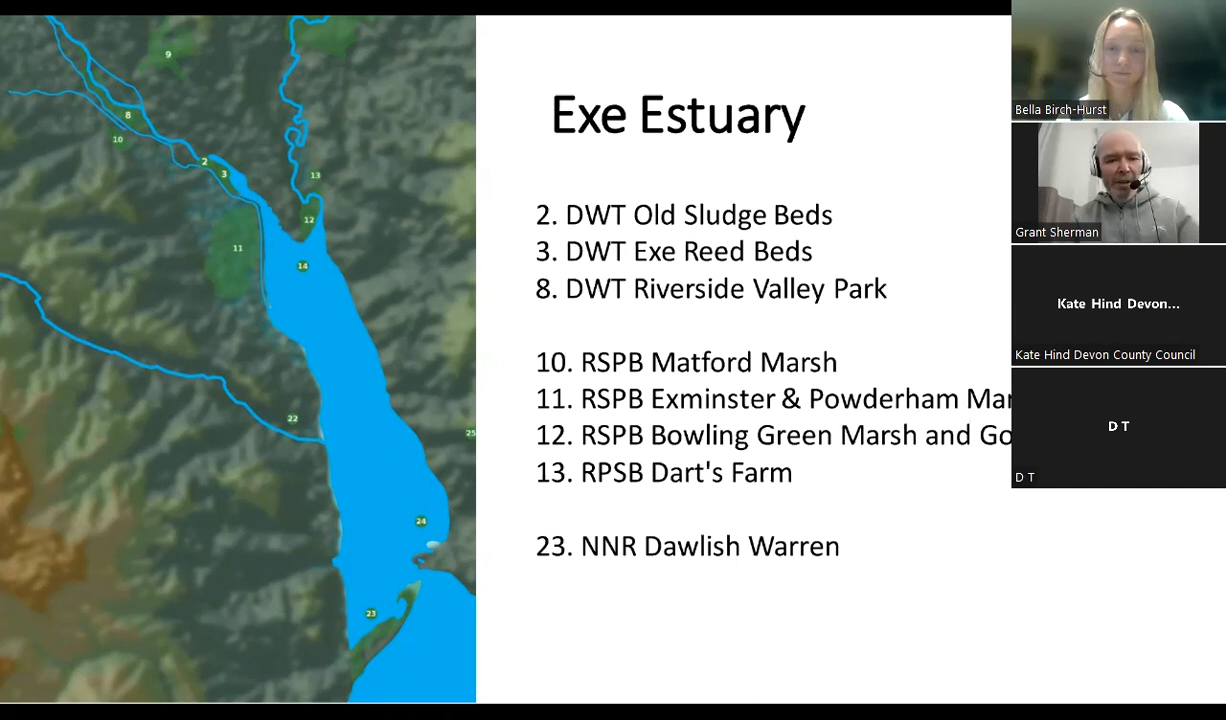 Exe Estuary
2. DWT Old Sludge Beds
3. DWT Exe Reed Beds
8. DWT Riverside Valley Park
10. RSPB Matford Marsh
11. RSPB Exminster & Powderham Mar
12. RSPB Bowling Green Marsh and Go
13. RPSB Dart's Farm
23. NNR Dawlish Warren
9
8
10
2
3
13
12
11
14
22
25
24
23
Bella Birch-Hurst
Grant Sherman
Kate Hind Devon...
Kate Hind Devon County Council
D T
D T